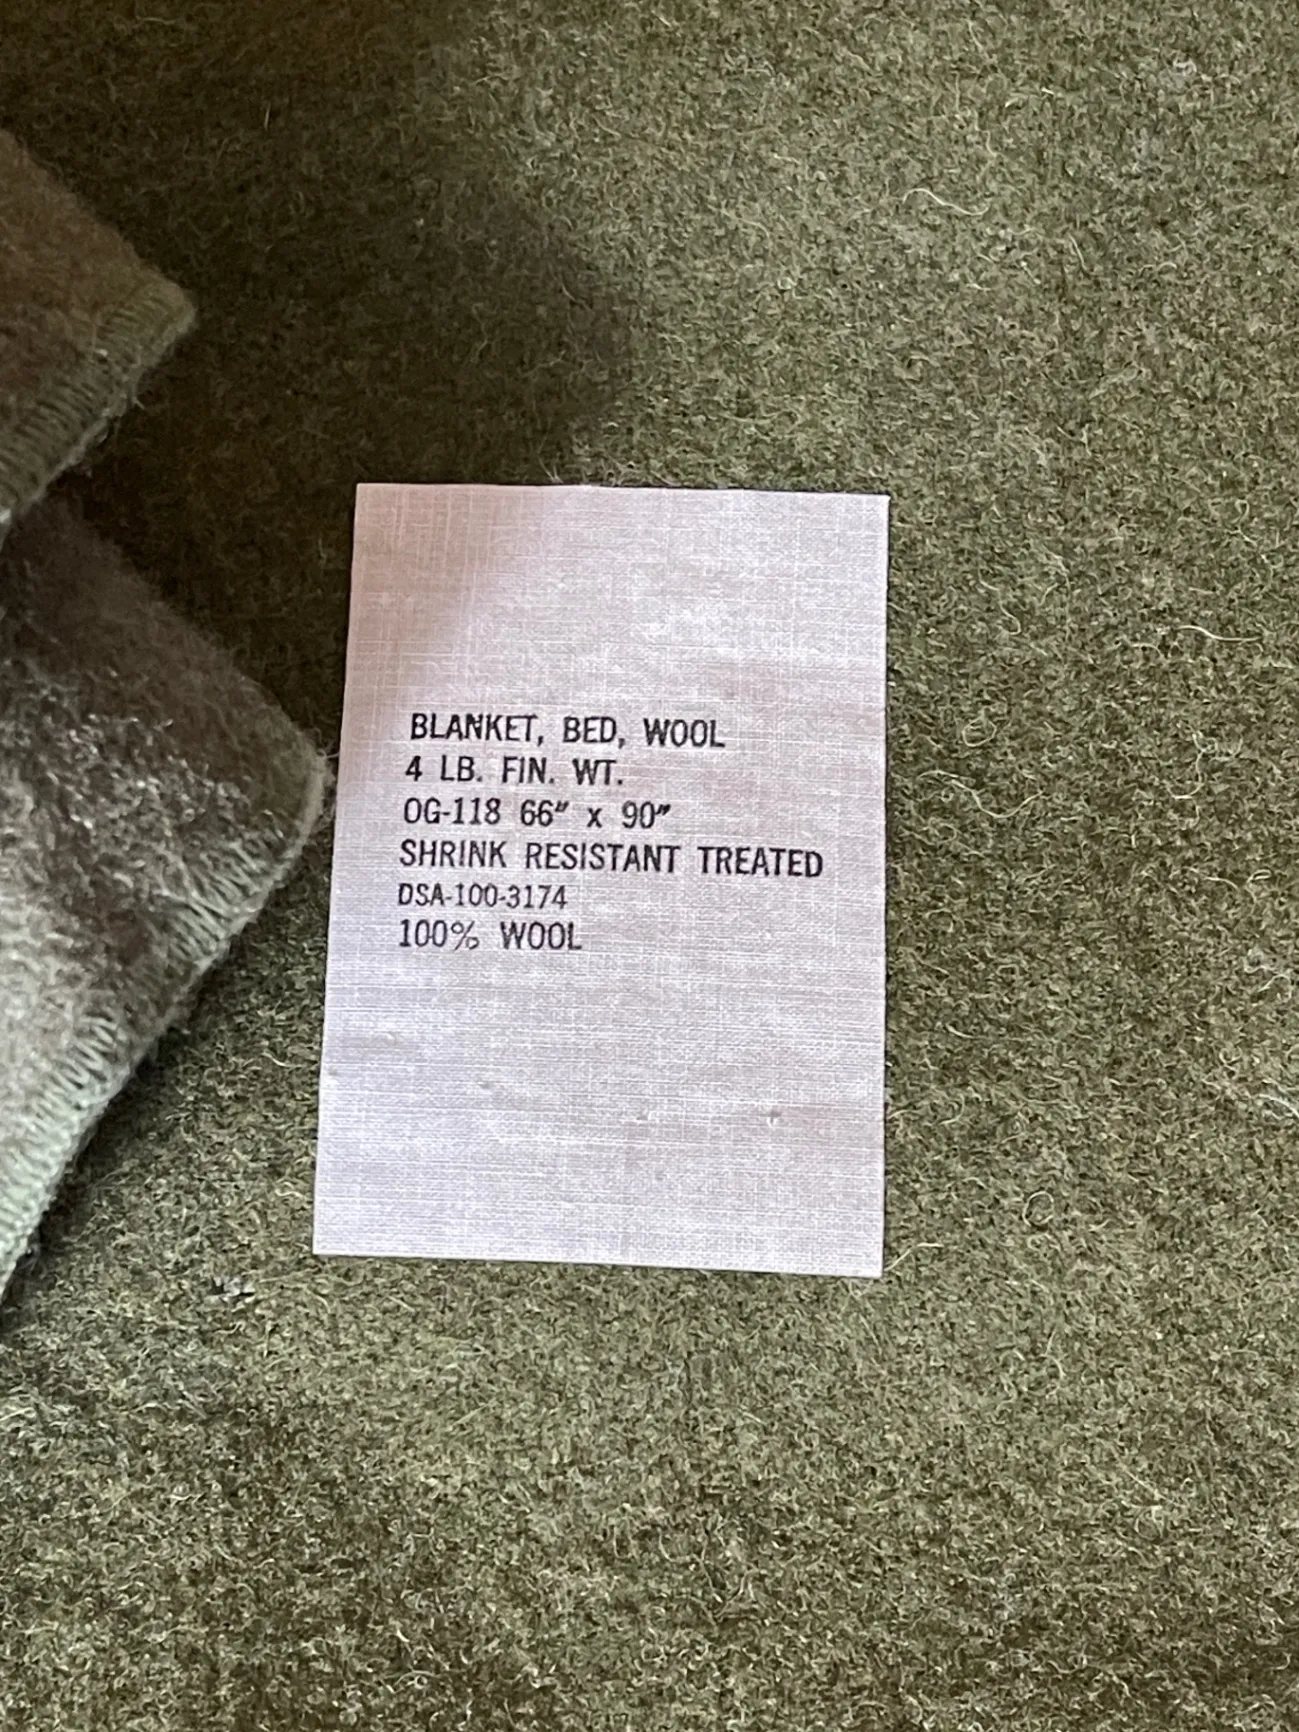 BLANKET, BED, WOOL
4 LB. FIN. WT.
OG-118 66" x 90"
SHRINK RESISTANT TREATED
DSA-100-3174
100% WOOL